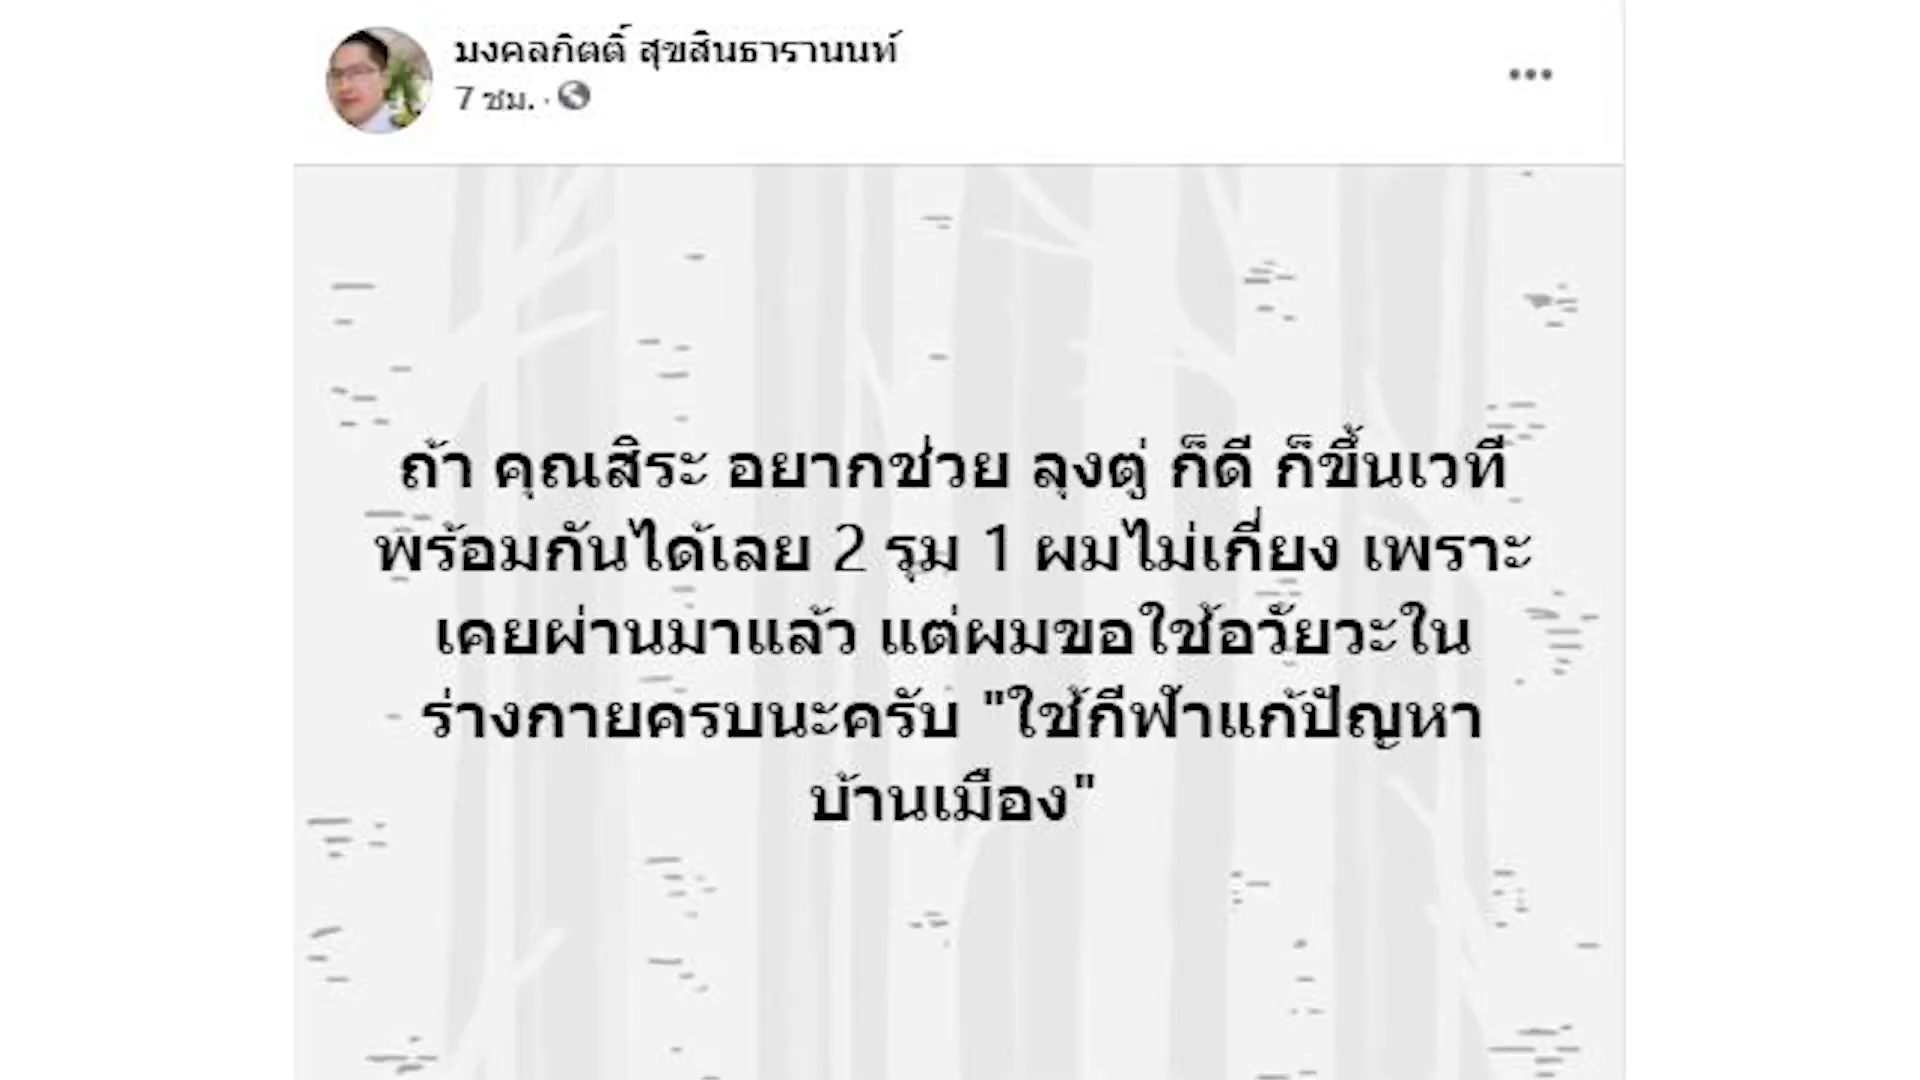 มงคลกิตติ์ สุขสินธารานนท์
7 ชม. ·
ถ้า คุณสิระ อยากช่วย ลุงตู่ ก็ดี ก็ขึ้นเวที
พร้อมกันได้เลย 2 รุม 1 ผมไม่เกี่ยง เพราะ
เคยผ่านมาแล้ว แต่ผมขอใช้อวัยวะใน
ร่างกายครบนะครับ "ใช้กีฬาแก้ปัญหา
บ้านเมือง"